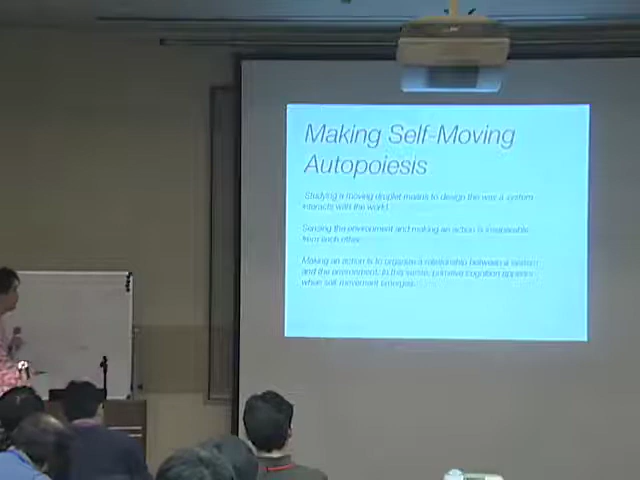 Making Self-Moving
Autopoiesis
Studying a moving droplet means to design the way a system
interacts with the world.
Sensing the environment and making an action is inseparable
from each other.
Making an action is to organize a relationship between a system
and the environment. In this sense, primitive cognition appears
when self movement emerges.